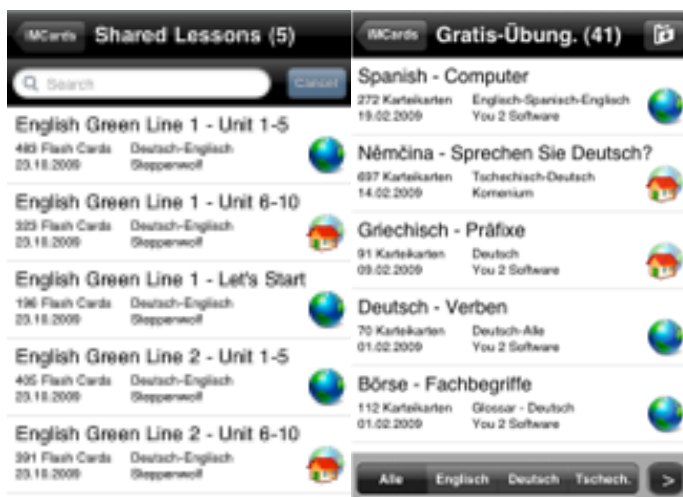 iMCards Shared Lessons (5)
Search Cancel
English Green Line 1 - Unit 1-5
483 Flash Cards Deutsch-Englisch
23.10.2009 Steppenwolf
English Green Line 1 - Unit 6-10
323 Flash Cards Deutsch-Englisch
23.10.2009 Steppenwolf
English Green Line 1 - Let's Start
196 Flash Cards Deutsch-Englisch
23.10.2009 Steppenwolf
English Green Line 2 - Unit 1-5
405 Flash Cards Deutsch-Englisch
23.10.2009 Steppenwolf
English Green Line 2 - Unit 6-10
391 Flash Cards Deutsch-Englisch
23.10.2009 Steppenwolf
iMCards Gratis-Übung. (41)
Spanish - Computer
272 Karteikarten Englisch-Spanisch-Englisch
19.02.2009 You 2 Software
Němčina - Sprechen Sie Deutsch?
697 Karteikarten Tschechisch-Deutsch
14.02.2009 Komenium
Griechisch - Präfixe
91 Karteikarten Deutsch
09.02.2009 You 2 Software
Deutsch - Verben
70 Karteikarten Deutsch-Alle
01.02.2009 You 2 Software
Börse - Fachbegriffe
112 Karteikarten Glossar - Deutsch
01.02.2009 You 2 Software
Alle Englisch Deutsch Tschech. >